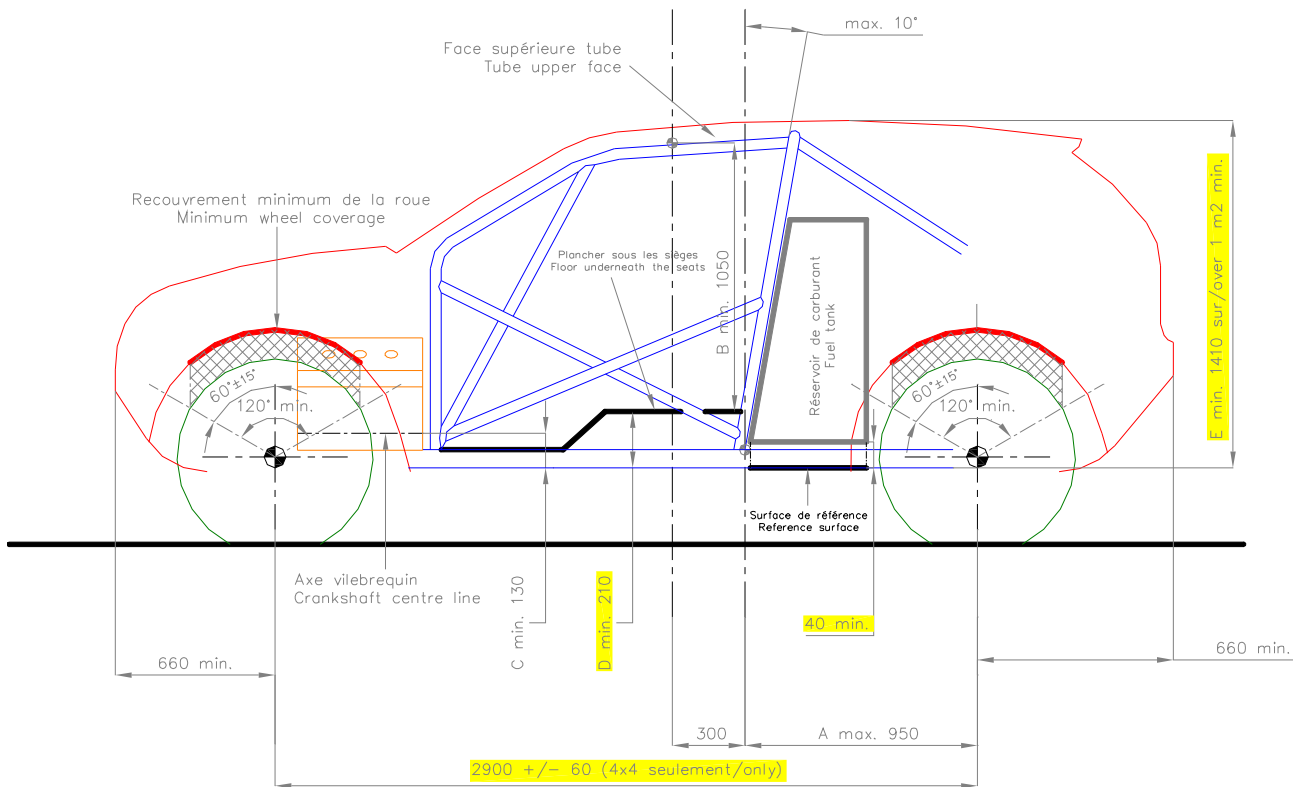 max. 10°
Face supérieure tube
Tube upper face
Recouvrement minimum de la roue
Minimum wheel coverage
Plancher sous les sièges
Floor underneath the seats
B min. 1050
Réservoir de carburant
Fuel tank
E min. 1410 sur/over 1 m2 min.
60°±15°
120° min.
60°±15°
120° min.
Surface de référence
Reference surface
Axe vilebrequin
Crankshaft centre line
C min. 130
D min. 210
40 min.
660 min.
660 min.
300
A max. 950
2900 +/- 60 (4x4 seulement/only)